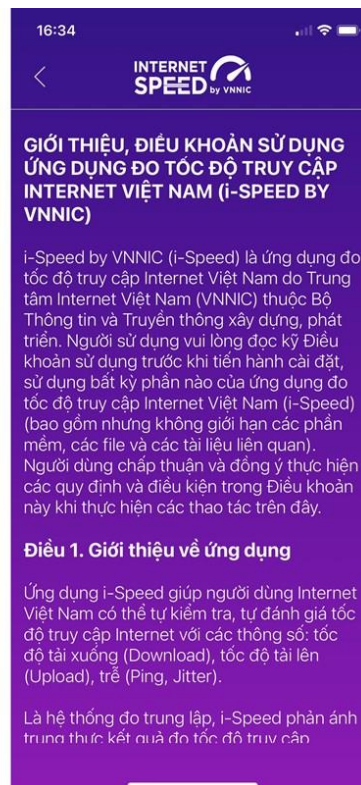 16:34
INTERNET
SPEED by VNNIC
GIỚI THIỆU, ĐIỀU KHOẢN SỬ DỤNG
ỨNG DỤNG ĐO TỐC ĐỘ TRUY CẬP
INTERNET VIỆT NAM (i-SPEED BY
VNNIC)
i-Speed by VNNIC (i-Speed) là ứng dụng đo
tốc độ truy cập Internet Việt Nam do Trung
tâm Internet Việt Nam (VNNIC) thuộc Bộ
Thông tin và Truyền thông xây dựng, phát
triển. Người sử dụng vui lòng đọc kỹ Điều
khoản sử dụng trước khi tiến hành cài đặt,
sử dụng bất kỳ phần nào của ứng dụng đo
tốc độ truy cập Internet Việt Nam (i-Speed)
(bao gồm nhưng không giới hạn các phần
mềm, các file và các tài liệu liên quan).
Người dùng chấp thuận và đồng ý thực hiện
các quy định và điều kiện trong Điều khoản
này khi thực hiện các thao tác trên đây.
Điều 1. Giới thiệu về ứng dụng
Ứng dụng i-Speed giúp người dùng Internet
Việt Nam có thể tự kiểm tra, tự đánh giá tốc
độ truy cập Internet với các thông số: tốc
độ tải xuống (Download), tốc độ tải lên
(Upload), trễ (Ping, Jitter).
Là hệ thống đo trung lập, i-Speed phản ánh
trung thực kết quả đo tốc độ truy cập